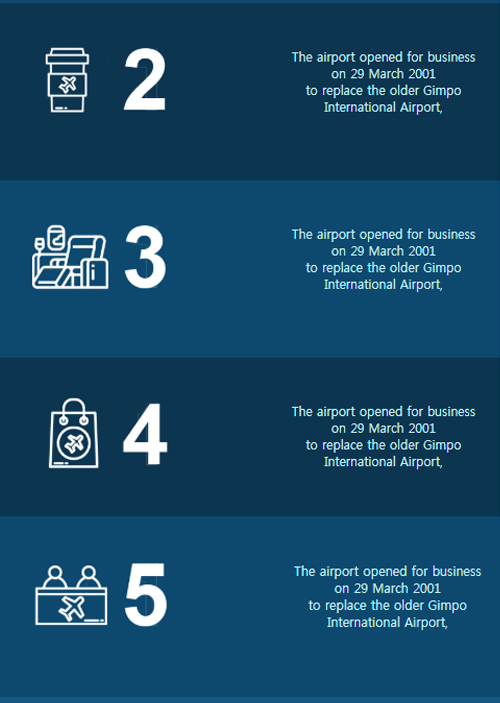 2
The airport opened for business
on 29 March 2001
to replace the older Gimpo
International Airport,
3
The airport opened for business
on 29 March 2001
to replace the older Gimpo
International Airport,
4
The airport opened for business
on 29 March 2001
to replace the older Gimpo
International Airport,
5
The airport opened for business
on 29 March 2001
to replace the older Gimpo
International Airport,